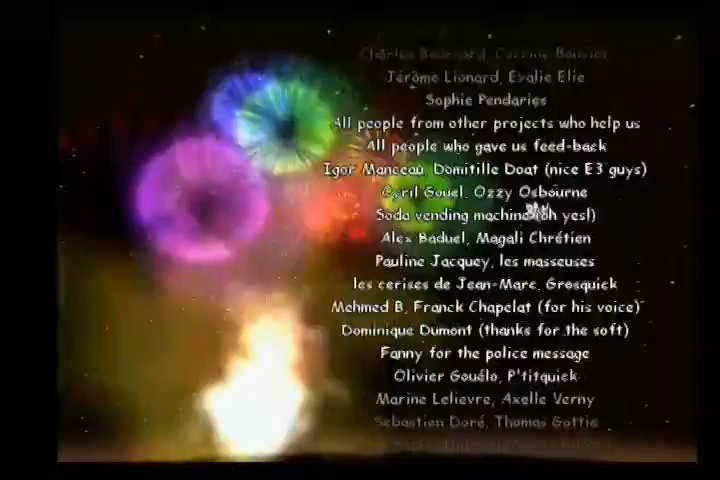 Jérôme Lionard, Evalie Elie
Sophie Pendaries
All people from other projects who help us
All people who gave us feed-back
Igor Manceau, Domitille Doat (nice E3 guys)
Cyril Gouel, Ozzy Osbourne
Soda vending machine (oh yes!)
Alex Baduel, Magali Chrétien
Pauline Jacquey, les masseuses
les cerises de Jean-Marc, Grosquick
Mehmed B, Franck Chapelat (for his voice)
Dominique Dumont (thanks for the soft)
Fanny for the police message
Olivier Gouélo, P'titquick
Marine Lelievre, Axelle Verny
Sebastien Doré, Thomas Gottie